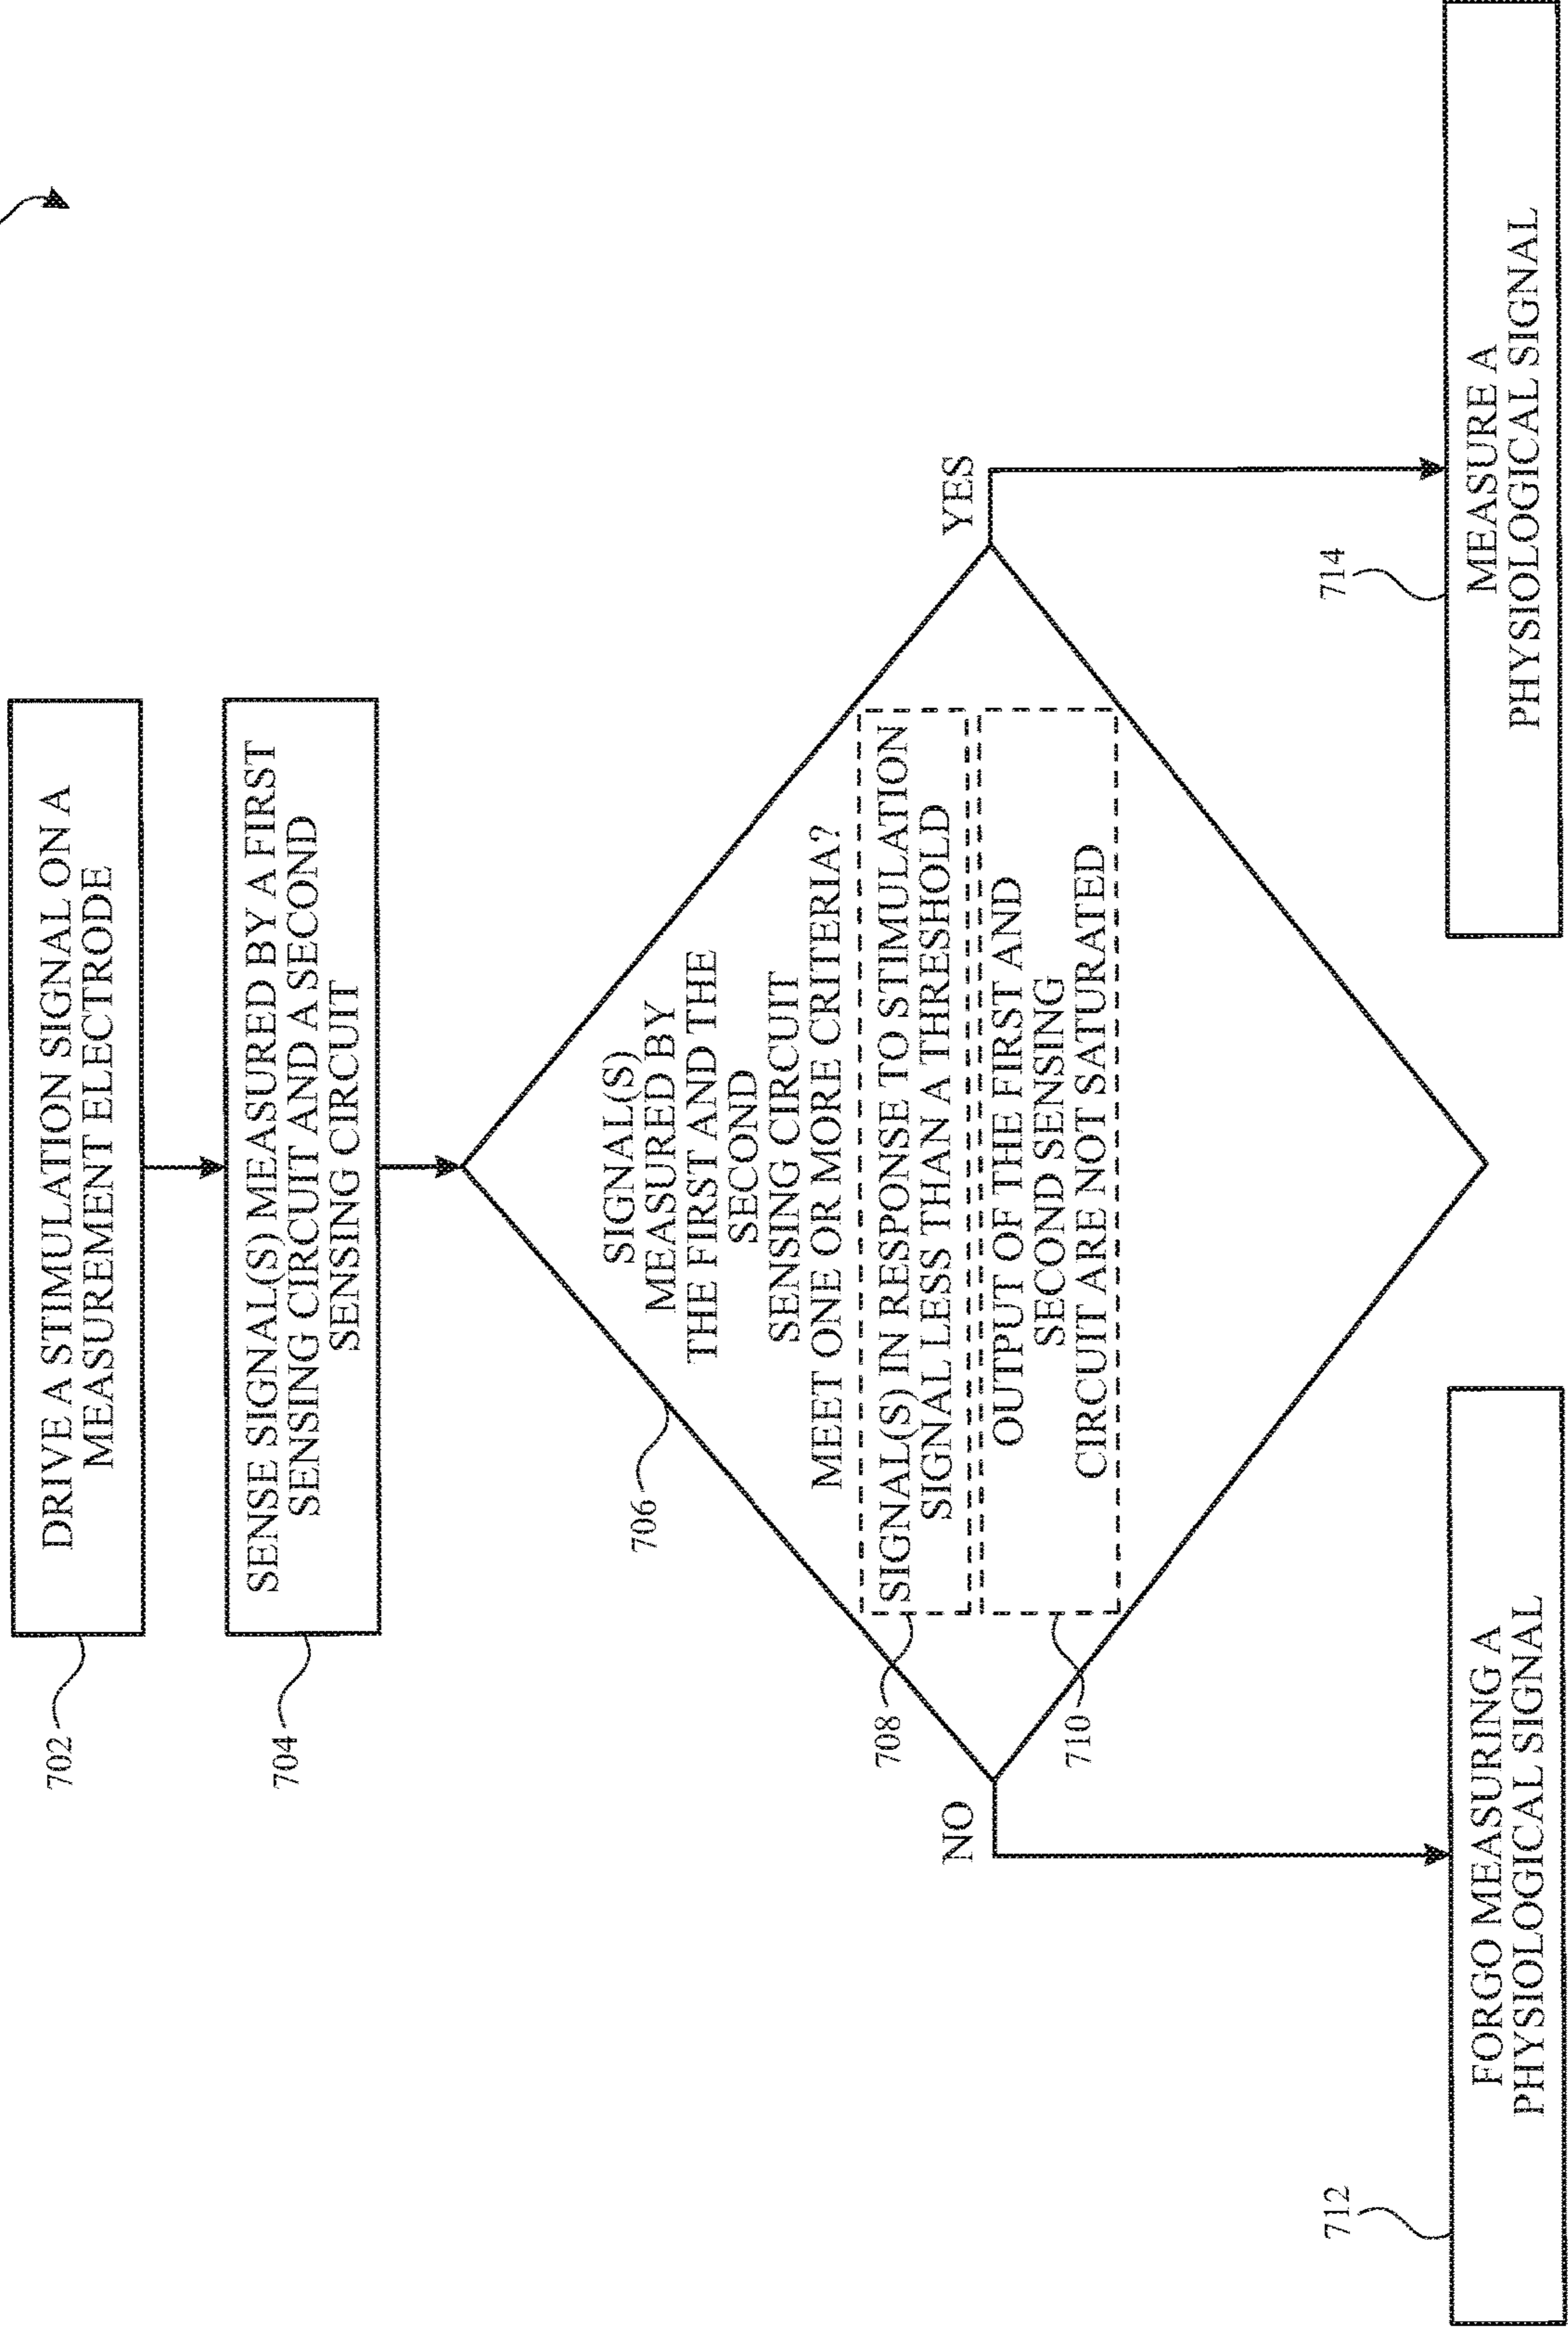 702
DRIVE A STIMULATION SIGNAL ON A
MEASUREMENT ELECTRODE
704
SENSE SIGNAL(S) MEASURED BY A FIRST
SENSING CIRCUIT AND A SECOND
SENSING CIRCUIT
706
SIGNAL(S)
MEASURED BY
THE FIRST AND THE
SECOND
SENSING CIRCUIT
MEET ONE OR MORE CRITERIA?
708
SIGNAL(S) IN RESPONSE TO STIMULATION
SIGNAL LESS THAN A THRESHOLD
710
OUTPUT OF THE FIRST AND
SECOND SENSING
CIRCUIT ARE NOT SATURATED
NO
YES
712
FORGO MEASURING A
PHYSIOLOGICAL SIGNAL
714
MEASURE A
PHYSIOLOGICAL SIGNAL